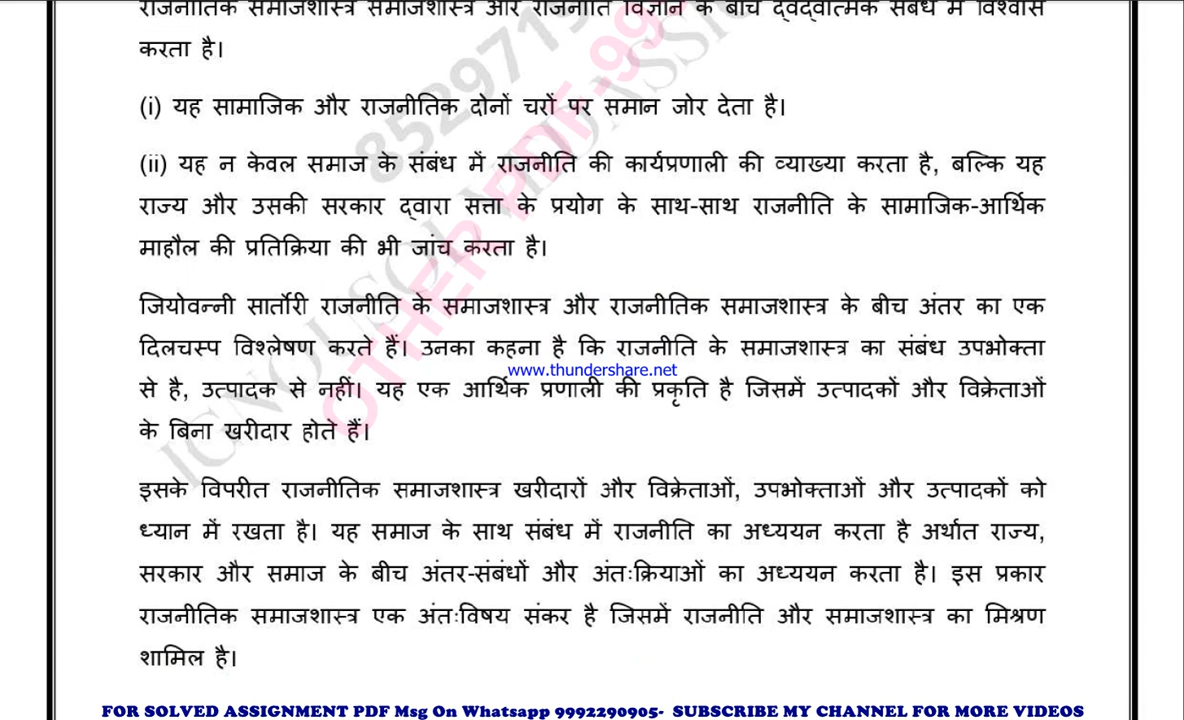 राजनीतिक समाजशास्त्र समाजशास्त्र और राजनीति विज्ञान के बीच द्वंद्वात्मक संबंध में विश्वास
करता है।
(i) यह सामाजिक और राजनीतिक दोनों चरों पर समान जोर देता है।
(ii) यह न केवल समाज के संबंध में राजनीति की कार्यप्रणाली की व्याख्या करता है, बल्कि यह
राज्य और उसकी सरकार द्वारा सत्ता के प्रयोग के साथ-साथ राजनीति के सामाजिक-आर्थिक
माहौल की प्रतिक्रिया की भी जांच करता है।
जियोवन्नी सार्तोरी राजनीति के समाजशास्त्र और राजनीतिक समाजशास्त्र के बीच अंतर का एक
दिलचस्प विश्लेषण करते हैं। उनका कहना है कि राजनीति के समाजशास्त्र का संबंध उपभोक्ता
www.thundershare.net
से है, उत्पादक से नहीं। यह एक आर्थिक प्रणाली की प्रकृति है जिसमें उत्पादकों और विक्रेताओं
के बिना खरीदार होते हैं।
इसके विपरीत राजनीतिक समाजशास्त्र खरीदारों और विक्रेताओं, उपभोक्ताओं और उत्पादकों को
ध्यान में रखता है। यह समाज के साथ संबंध में राजनीति का अध्ययन करता है अर्थात राज्य,
सरकार और समाज के बीच अंतर-संबंधों और अंतःक्रियाओं का अध्ययन करता है। इस प्रकार
राजनीतिक समाजशास्त्र एक अंतःविषय संकर है जिसमें राजनीति और समाजशास्त्र का मिश्रण
शामिल है।
FOR SOLVED ASSIGNMENT PDF Msg On Whatsapp 9992290905- SUBSCRIBE MY CHANNEL FOR MORE VIDEOS